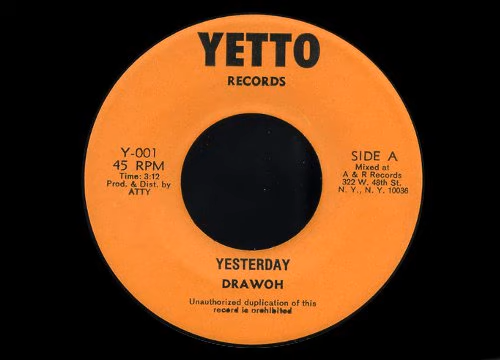 YETTO
RECORDS
Y-001
45 RPM
Time: 3:12
Prod. & Dist. by
ATTY
SIDE A
Mixed at
A & R Records
322 W. 48th St.
N. Y., N. Y. 10036
YESTERDAY
DRAWOH
Unauthorized duplication of this
record is prohibited